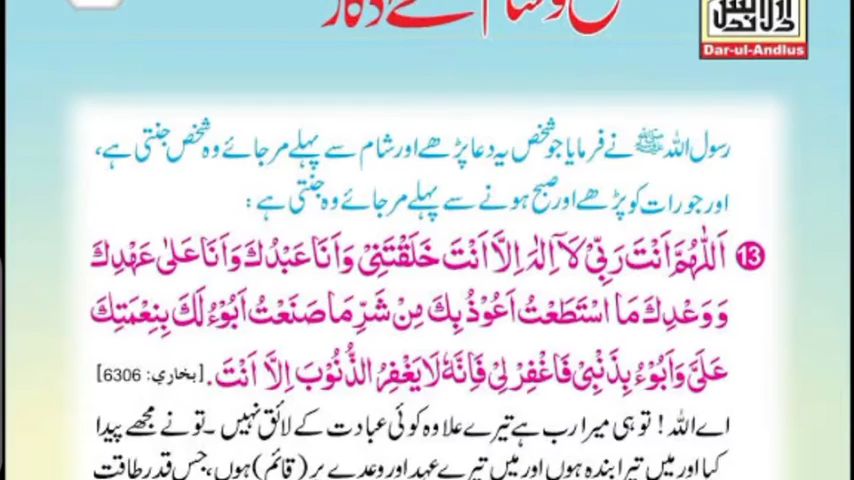 صبح و شام کے اذکار
Dar-ul-Andlus
رسول اللہ ﷺ نے فرمایا جو شخص یہ دعا پڑھے اور شام سے پہلے مر جائے وہ شخص جنتی ہے،
اور جو رات کو پڑھے اور صبح ہونے سے پہلے مر جائے وہ جنتی ہے:
13 اَللّٰهُمَّ اَنْتَ رَبِّيْ لَآ اِلٰهَ اِلَّا اَنْتَ خَلَقْتَنِيْ وَاَنَا عَبْدُكَ وَاَنَا عَلٰى عَهْدِكَ
وَوَعْدِكَ مَا اسْتَطَعْتُ اَعُوْذُ بِكَ مِنْ شَرِّ مَا صَنَعْتُ اَبُوْءُ لَكَ بِنِعْمَتِكَ
عَلَيَّ وَاَبُوْءُ بِذَنْبِيْ فَاغْفِرْ لِيْ فَاِنَّهٗ لَا يَغْفِرُ الذُّنُوْبَ اِلَّا اَنْتَ. [بخاري: 6306]
اے اللہ! تو ہی میرا رب ہے تیرے علاوہ کوئی عبادت کے لائق نہیں۔ تو نے مجھے پیدا
کیا اور میں تیرا بندہ ہوں اور میں تیرے عہد اور وعدے پر (قائم) ہوں، جس قدر طاقت